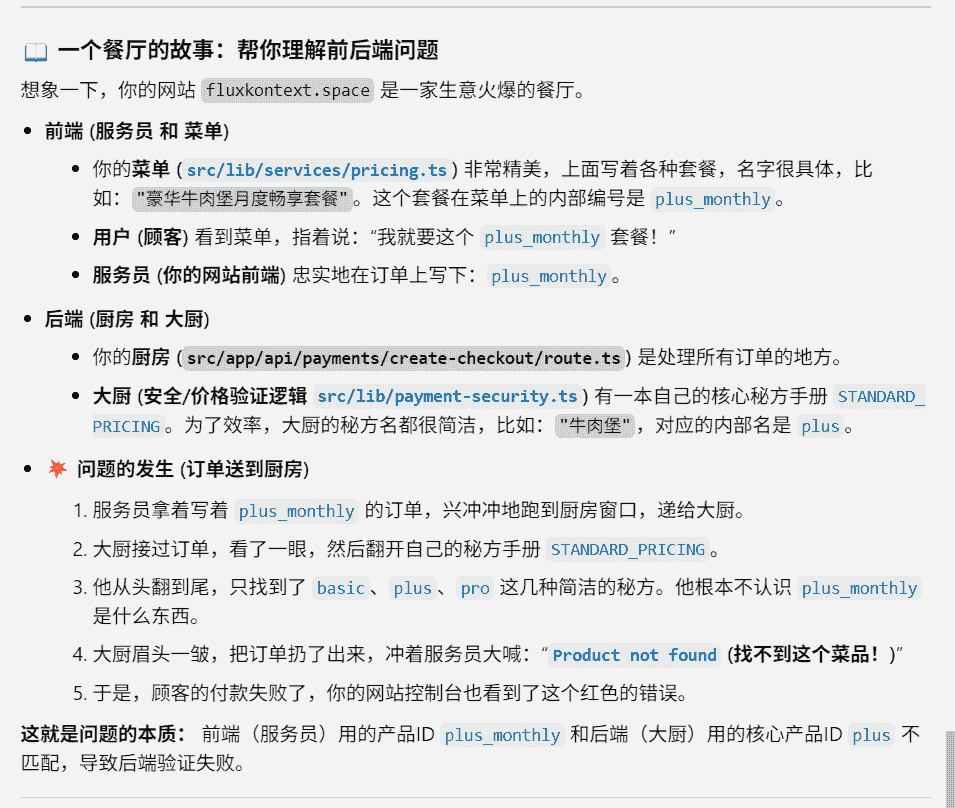 📖 一个餐厅的故事：帮你理解前后端问题
想象一下，你的网站 fluxkontext.space 是一家生意火爆的餐厅。
• 前端 (服务员 和 菜单)
• 你的菜单 (src/lib/services/pricing.ts) 非常精美，上面写着各种套餐，名字很具体，比
如："豪华牛肉堡月度畅享套餐"。这个套餐在菜单上的内部编号是 plus_monthly。
• 用户 (顾客) 看到菜单，指着说：“我就要这个 plus_monthly 套餐！”
• 服务员 (你的网站前端) 忠实地在订单上写下：plus_monthly。
• 后端 (厨房 和 大厨)
• 你的厨房 (src/app/api/payments/create-checkout/route.ts) 是处理所有订单的地方。
• 大厨 (安全/价格验证逻辑 src/lib/payment-security.ts) 有一本自己的核心秘方手册 STANDARD_
PRICING。为了效率，大厨的秘方名都很简洁，比如："牛肉堡"，对应的内部名是 plus。
• 💥 问题的发生 (订单送到厨房)
1. 服务员拿着写着 plus_monthly 的订单，兴冲冲地跑到厨房窗口，递给大厨。
2. 大厨接过订单，看了一眼，然后翻开自己的秘方手册 STANDARD_PRICING。
3. 他从头翻到尾，只找到了 basic、plus、pro 这几种简洁的秘方。他根本不认识 plus_monthly
是什么东西。
4. 大厨眉头一皱，把订单扔了出来，冲着服务员大喊：“Product not found (找不到这个菜品！)”
5. 于是，顾客的付款失败了，你的网站控制台也看到了这个红色的错误。
这就是问题的本质： 前端（服务员）用的产品ID plus_monthly 和后端（大厨）用的核心产品ID plus 不
匹配，导致后端验证失败。